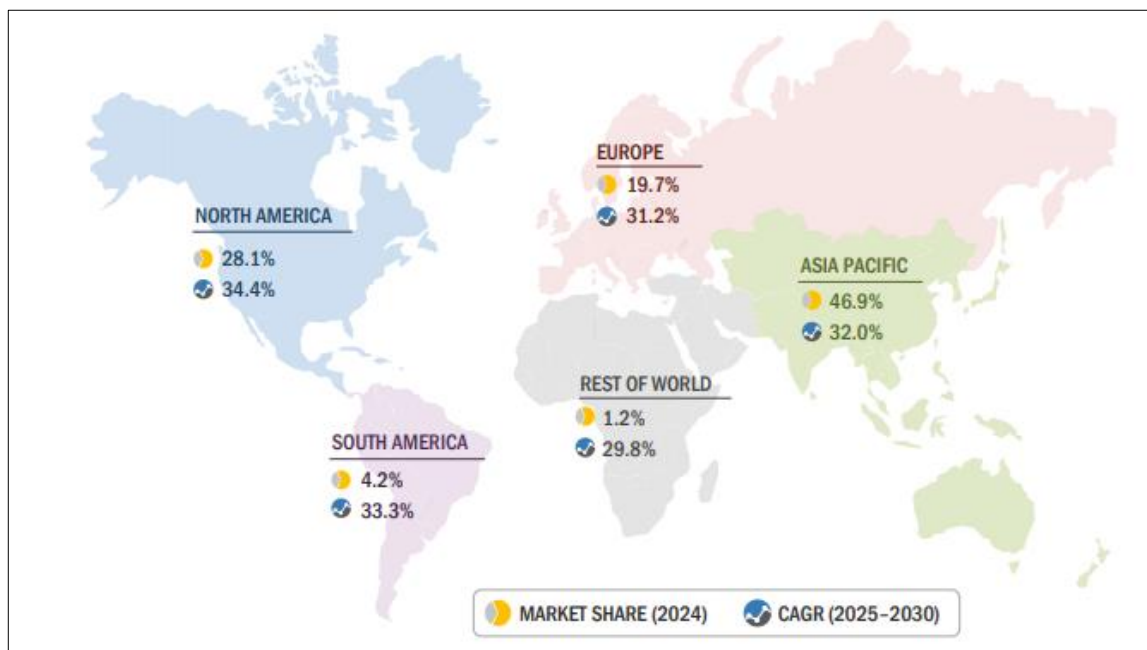 EUROPE
19.7%
31.2%
NORTH AMERICA
28.1%
34.4%
ASIA PACIFIC
46.9%
32.0%
REST OF WORLD
1.2%
29.8%
SOUTH AMERICA
4.2%
33.3%
MARKET SHARE (2024) CAGR (2025–2030)